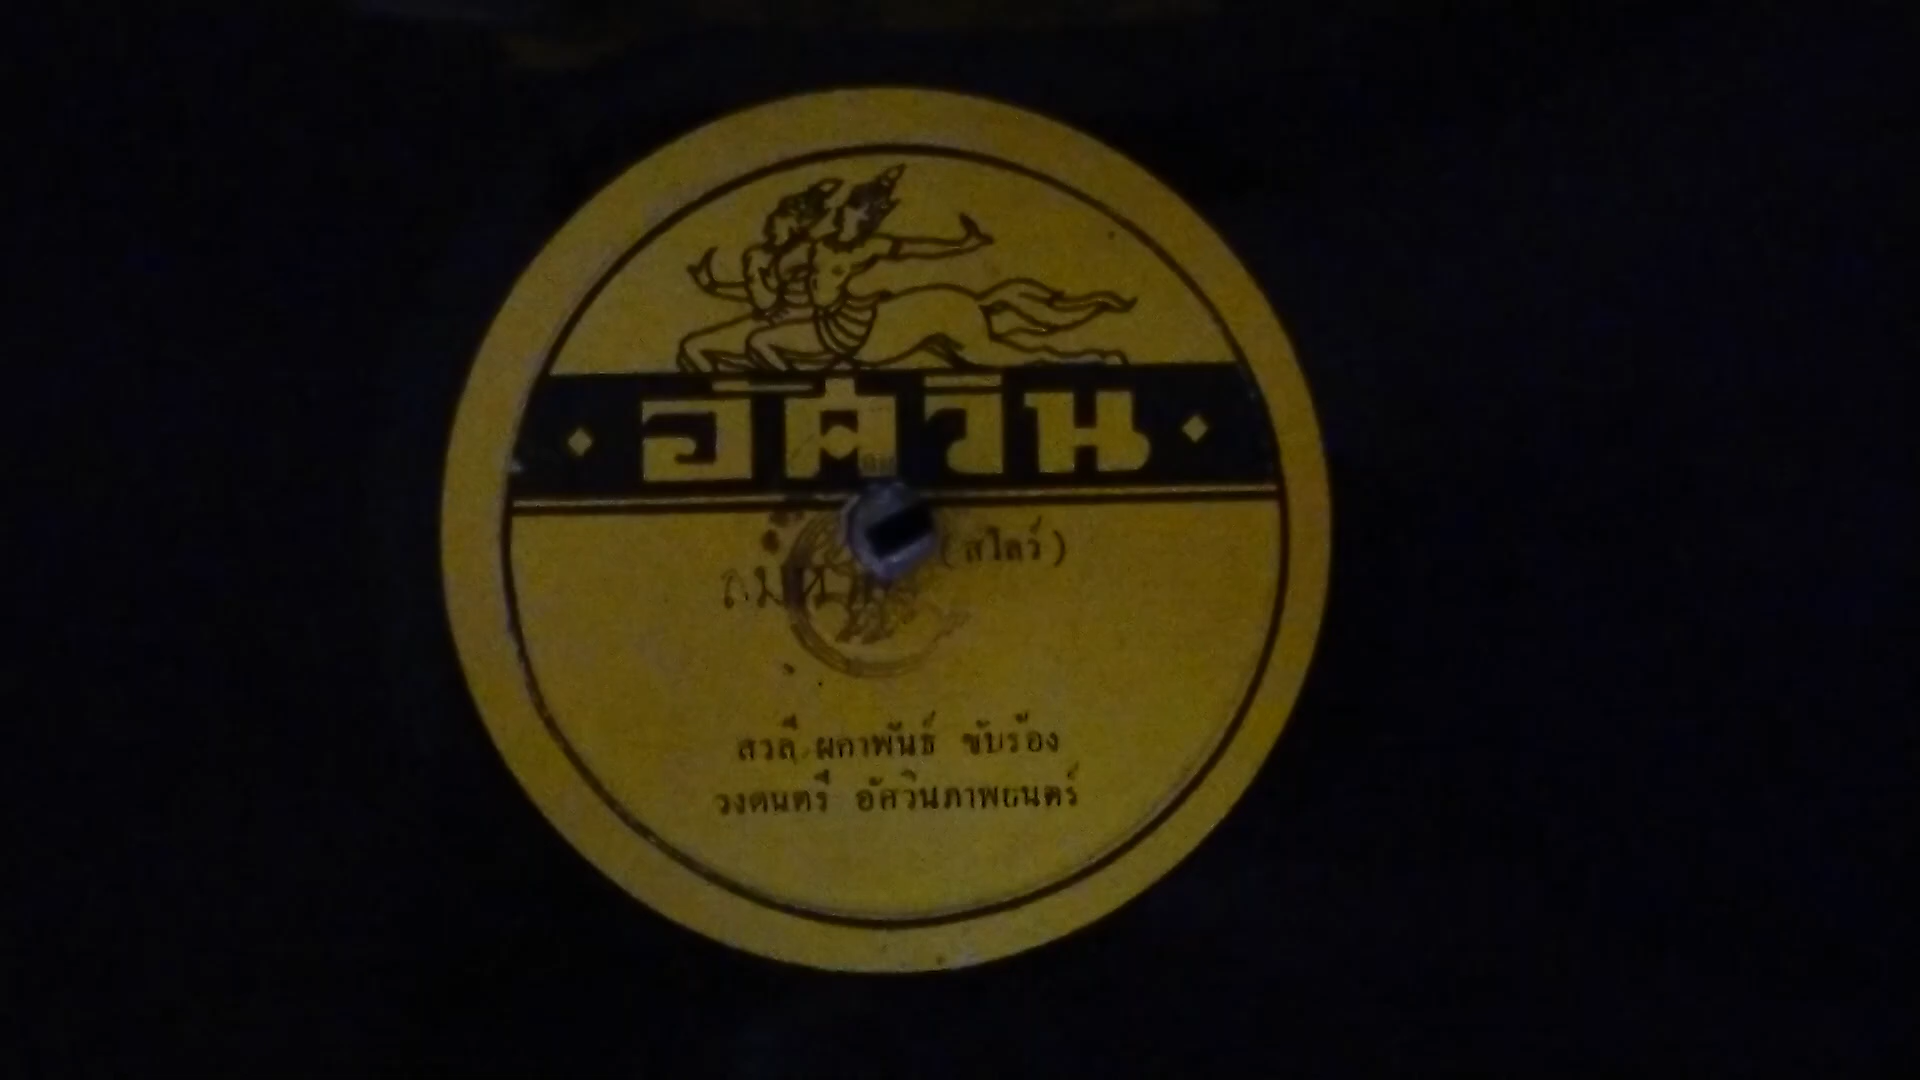 อัศวิน
(สโลว์)
สวลี ผกาพันธ์ ขับร้อง
วงดนตรี อัศวินภาพยนตร์